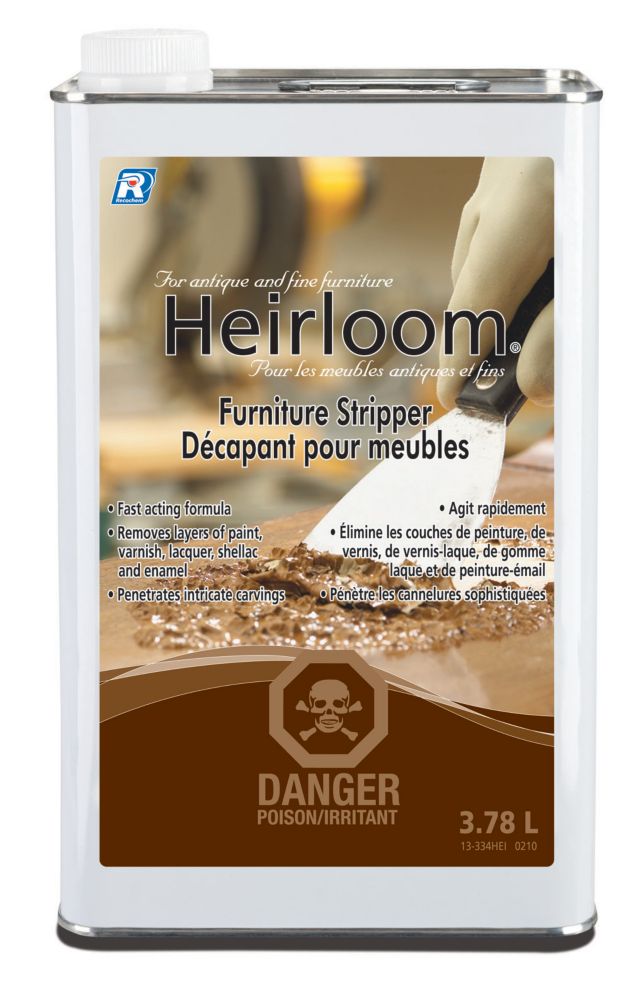 R
Recochem
For antique and fine furniture
Heirloom®
Pour les meubles antiques et fins
Furniture Stripper
Décapant pour meubles
• Fast acting formula
• Removes layers of paint,
varnish, lacquer, shellac
and enamel
• Penetrates intricate carvings
• Agit rapidement
• Élimine les couches de peinture, de
vernis, de vernis-laque, de gomme
laque et de peinture-émail
• Pénètre les cannelures sophistiquées
DANGER
POISON/IRRITANT
3.78 L
13-334HEI 0210